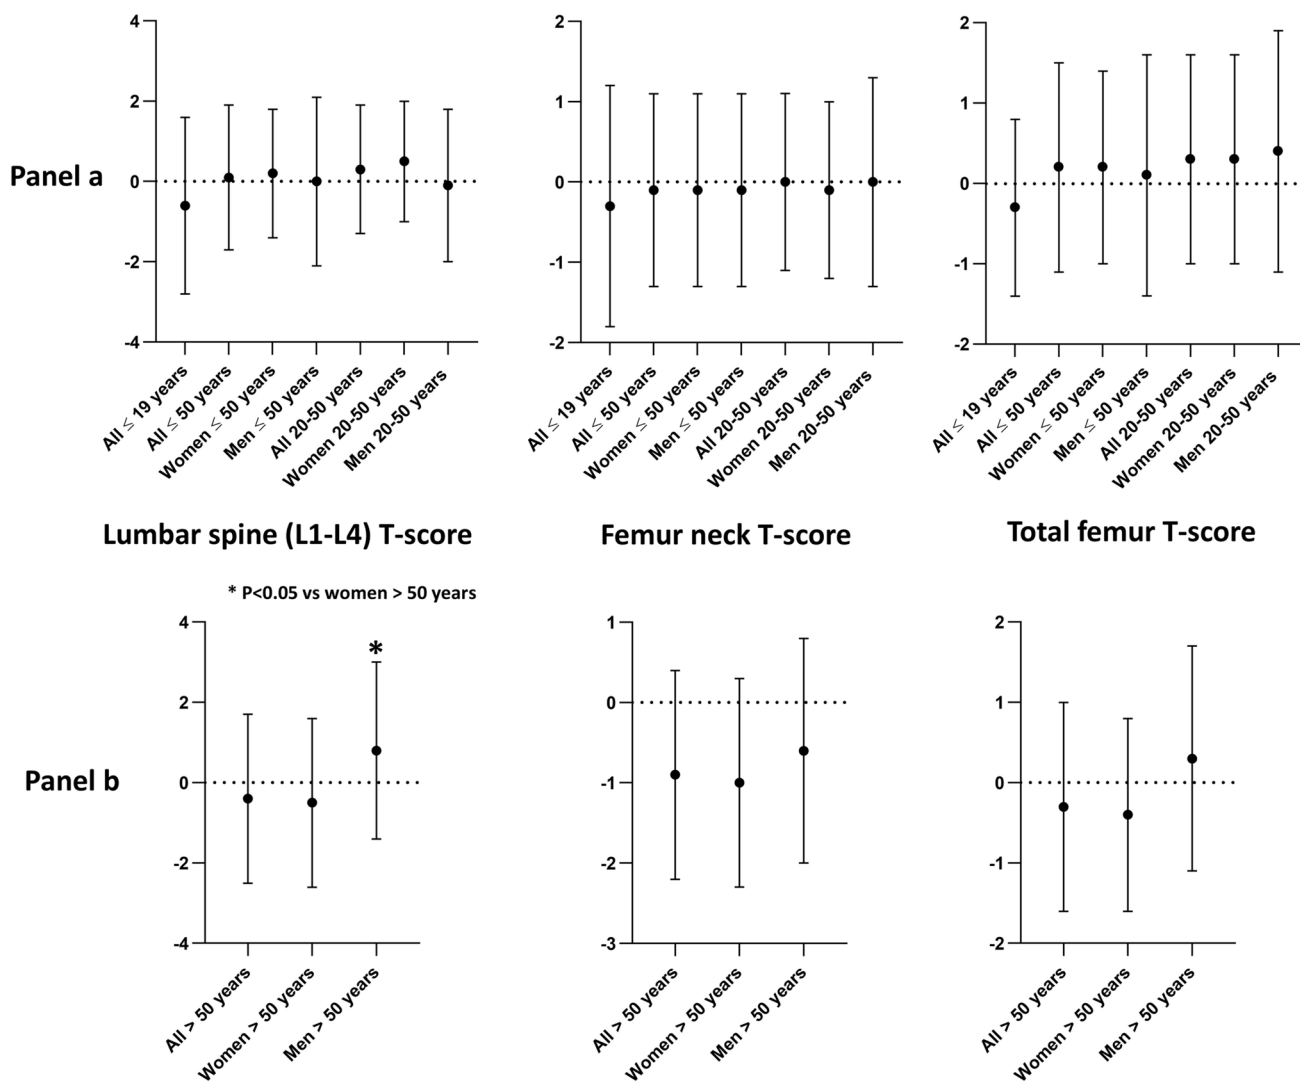 Panel a
4
2
0
-2
-4
All ≤ 19 years
All ≤ 50 years
Women ≤ 50 years
Men ≤ 50 years
All 20-50 years
Women 20-50 years
Men 20-50 years
2
1
0
-1
-2
All ≤ 19 years
All ≤ 50 years
Women ≤ 50 years
Men ≤ 50 years
All 20-50 years
Women 20-50 years
Men 20-50 years
2
1
0
-1
-2
All ≤ 19 years
All ≤ 50 years
Women ≤ 50 years
Men ≤ 50 years
All 20-50 years
Women 20-50 years
Men 20-50 years
Lumbar spine (L1-L4) T-score
Femur neck T-score
Total femur T-score
* P<0.05 vs women > 50 years
Panel b
4
2
0
-2
-4
*
All > 50 years
Women > 50 years
Men > 50 years
1
0
-1
-2
-3
All > 50 years
Women > 50 years
Men > 50 years
2
1
0
-1
-2
All > 50 years
Women > 50 years
Men > 50 years